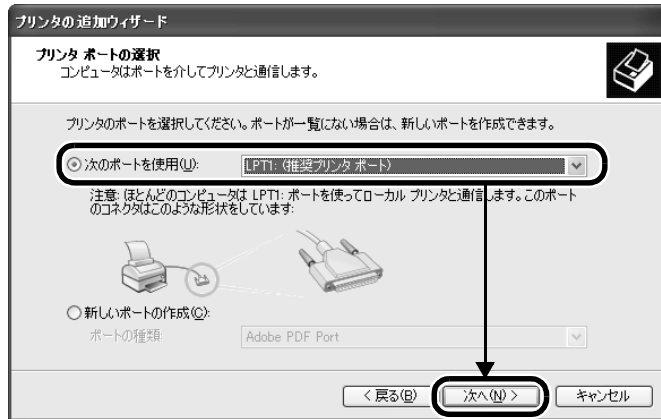 プリンタの追加ウィザード
プリンタ ポートの選択
コンピュータはポートを介してプリンタと通信します。
プリンタのポートを選択してください。ポートが一覧にない場合は、新しいポートを作成できます。
次のポートを使用(U): LPT1: (推奨プリンタ ポート)
注意: ほとんどのコンピュータは LPT1: ポートを使ってローカル プリンタと通信します。このポート
のコネクタはこのような形状をしています:
新しいポートの作成(C):
ポートの種類: Adobe PDF Port
< 戻る(B) 次へ(N) > キャンセル